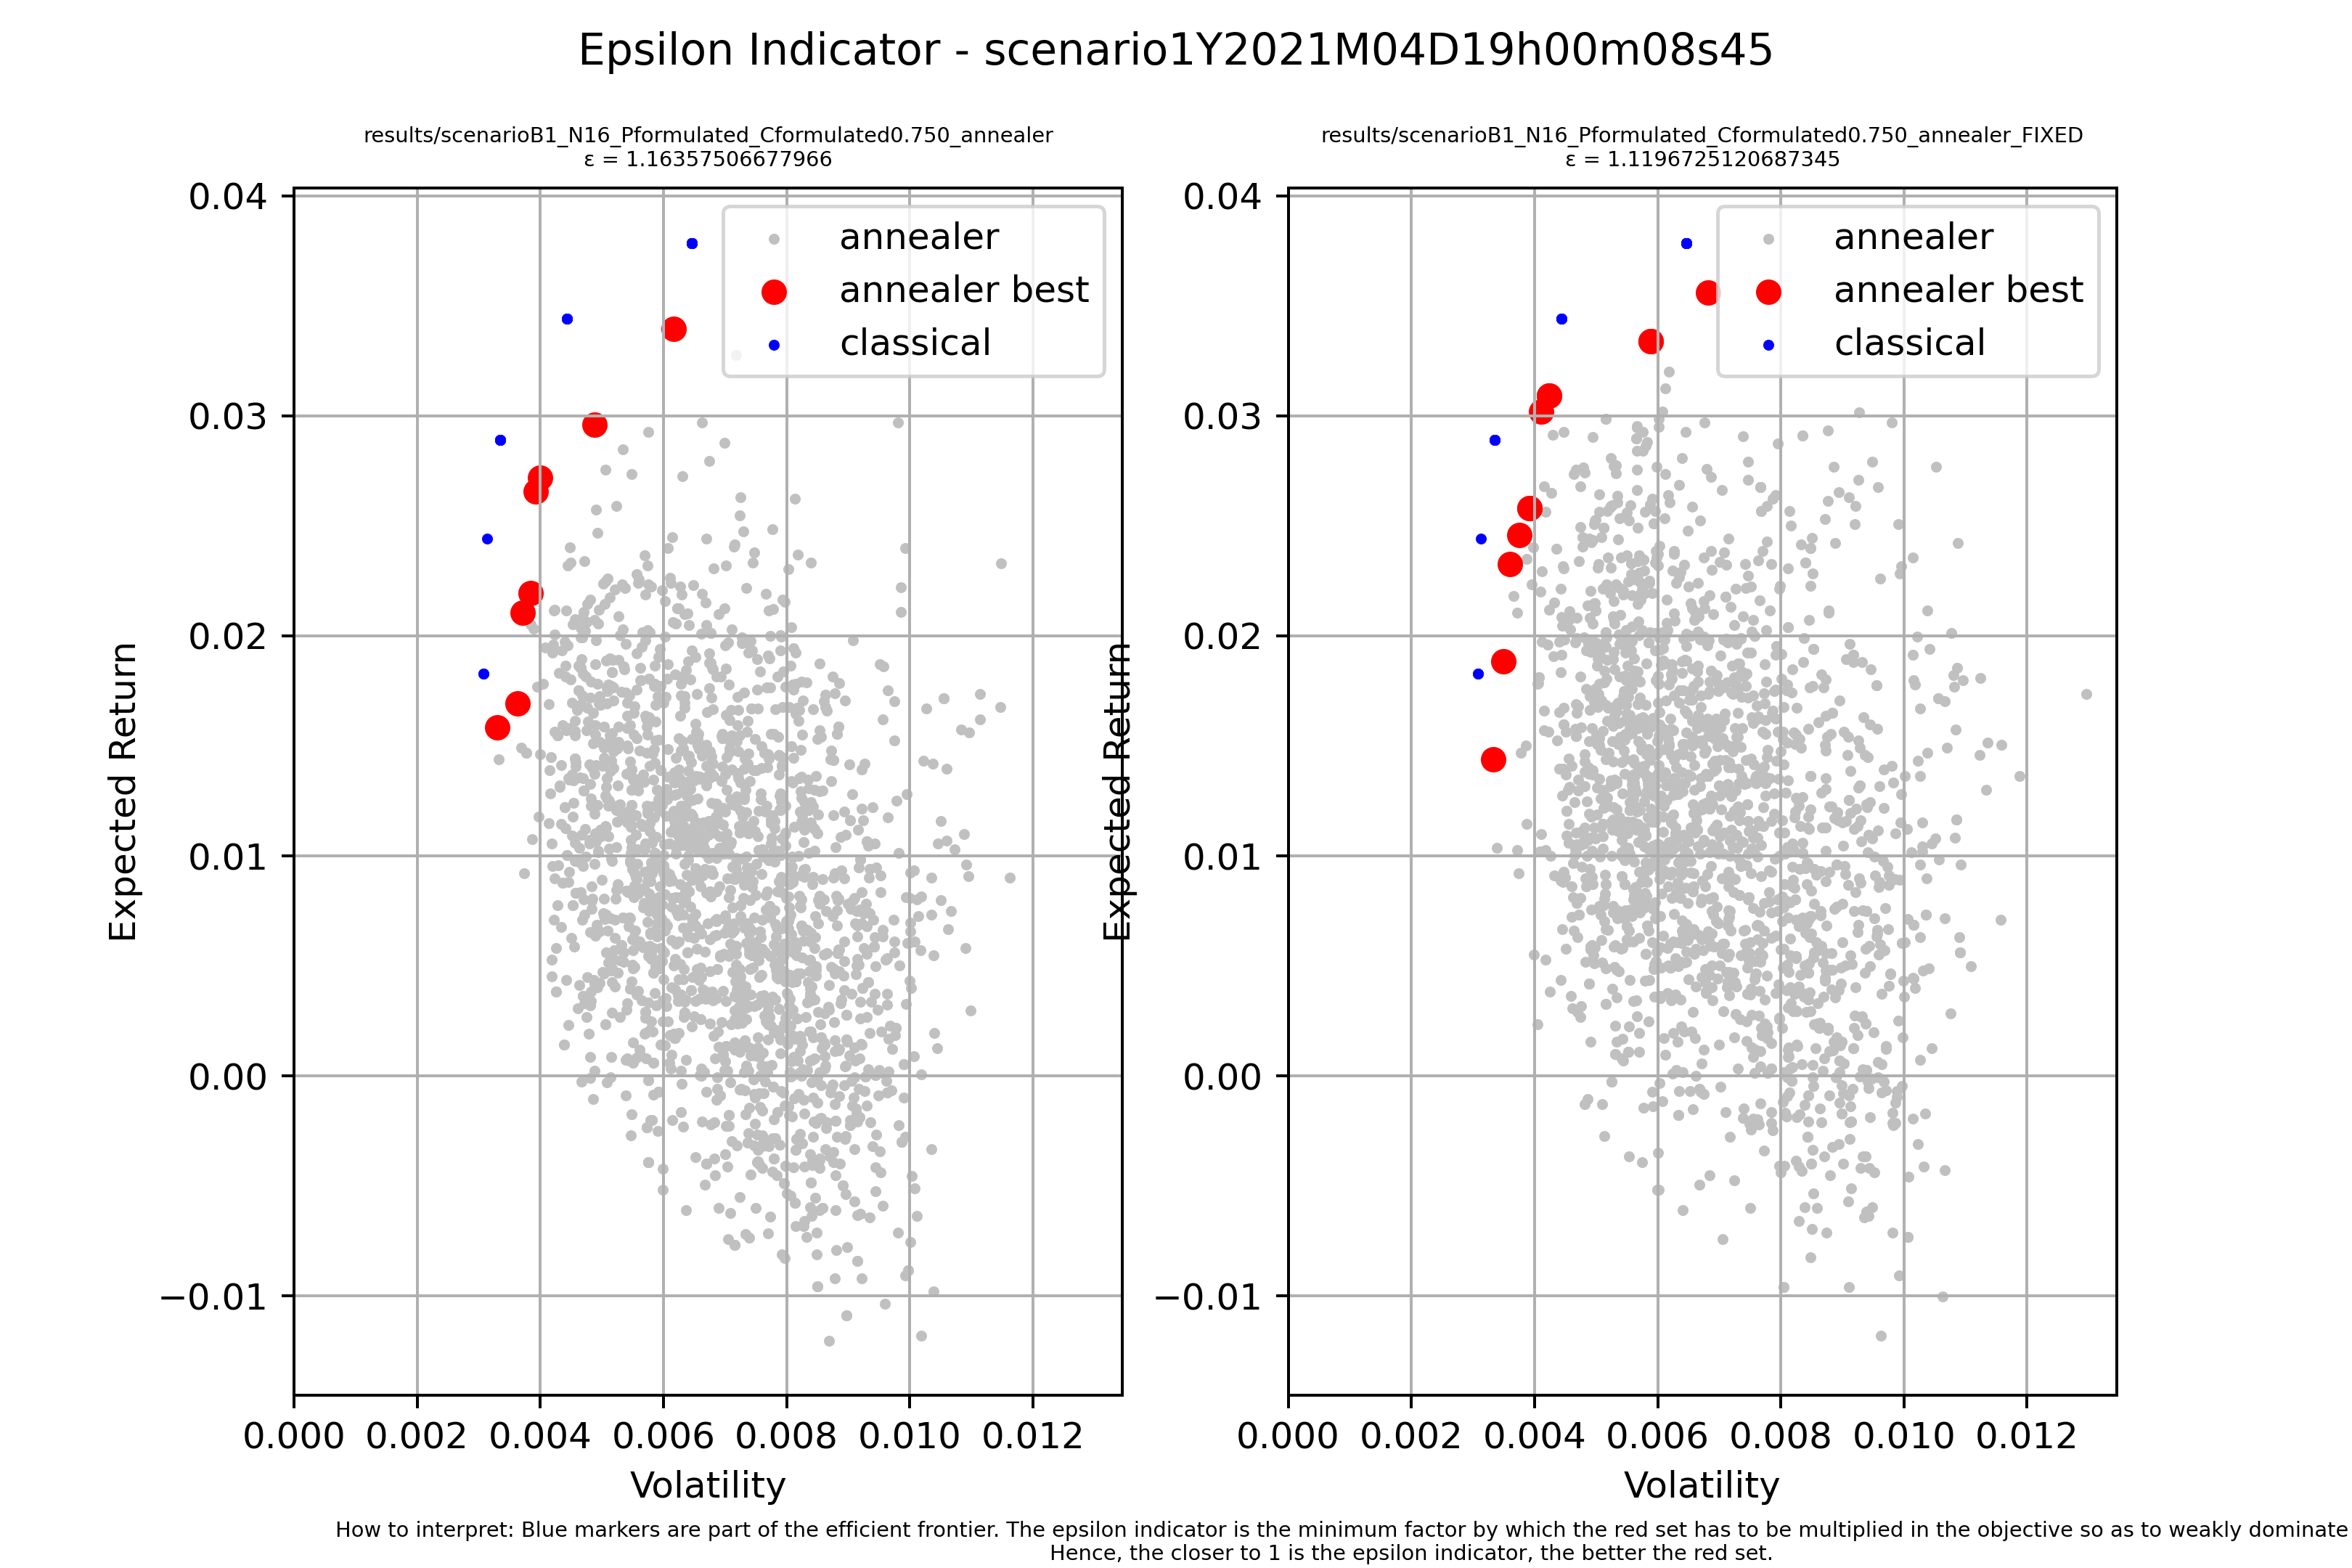 Epsilon Indicator - scenario1Y2021M04D19h00m08s45
results/scenarioB1_N16_Pformulated_Cformulated0.750_annealer
ε = 1.16357506677966
0.04
0.03
0.02
0.01
0.00
−0.01
Expected Return
annealer
annealer best
classical
0.000 0.002 0.004 0.006 0.008 0.010 0.012
Volatility
results/scenarioB1_N16_Pformulated_Cformulated0.750_annealer_FIXED
ε = 1.1196725120687345
0.04
0.03
0.02
0.01
0.00
−0.01
Expected Return
annealer
annealer best
classical
0.000 0.002 0.004 0.006 0.008 0.010 0.012
Volatility
How to interpret: Blue markers are part of the efficient frontier. The epsilon indicator is the minimum factor by which the red set has to be multiplied in the objective so as to weakly dominate
Hence, the closer to 1 is the epsilon indicator, the better the red set.